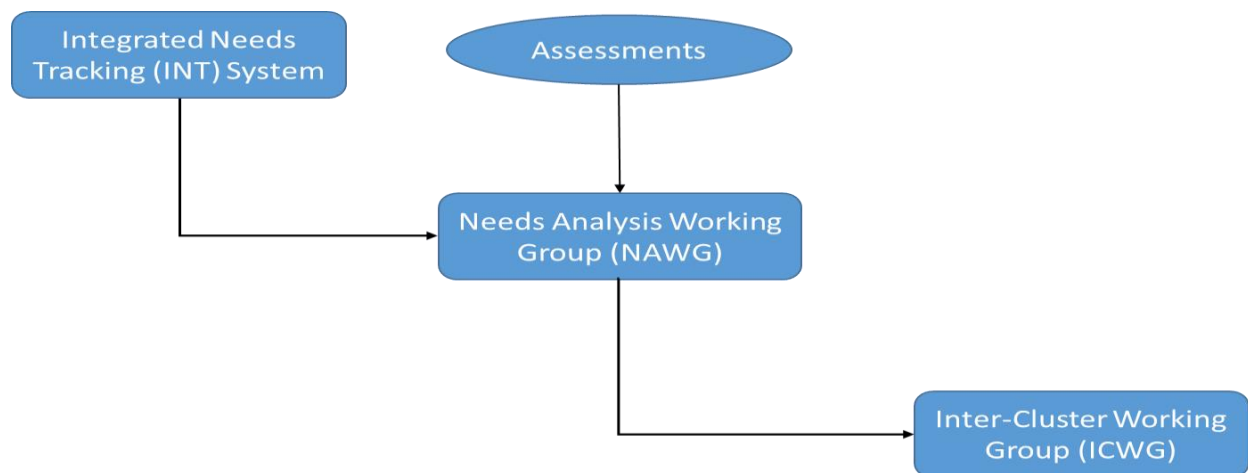 Integrated Needs
Tracking (INT) System
Assessments
Needs Analysis Working
Group (NAWG)
Inter-Cluster Working
Group (ICWG)